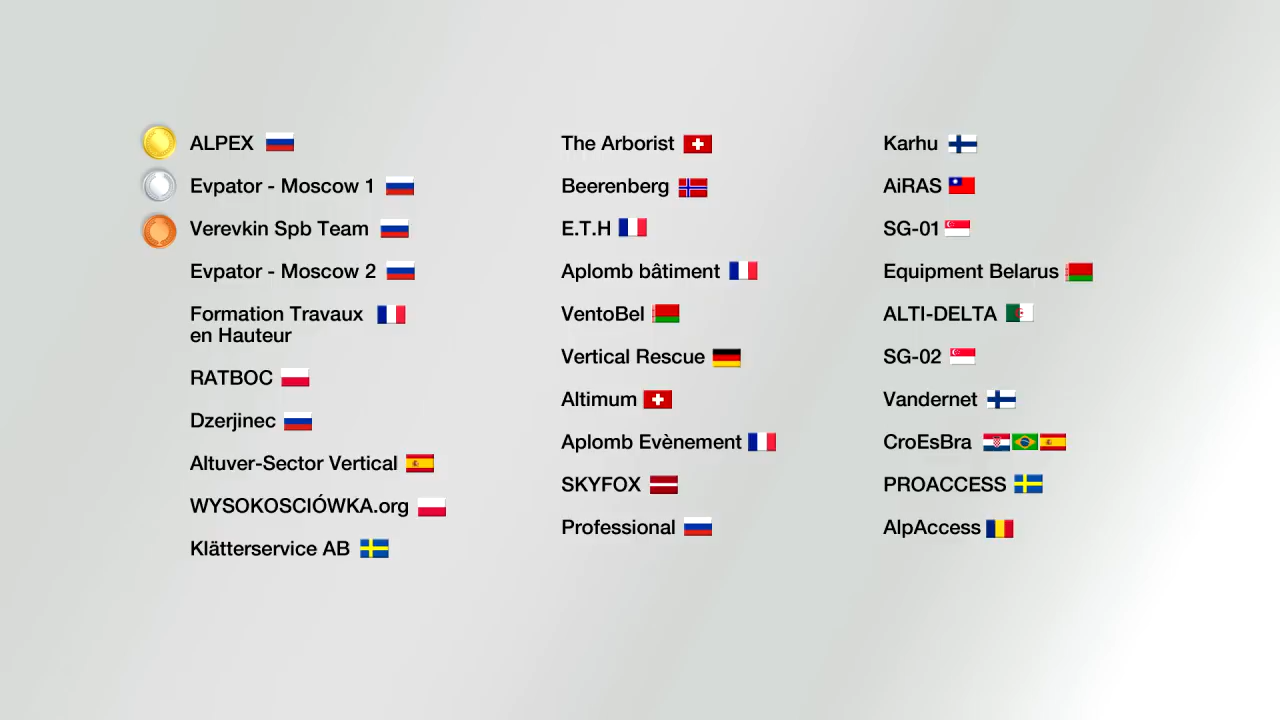 ALPEX
Evpator - Moscow 1
Verevkin Spb Team
Evpator - Moscow 2
Formation Travaux
en Hauteur
RATBOC
Dzerjinec
Altuver-Sector Vertical
WYSOKOSCIÓWKA.org
Klätterservice AB
The Arborist
Beerenberg
E.T.H
Aplomb bâtiment
VentoBel
Vertical Rescue
Altimum
Aplomb Evènement
SKYFOX
Professional
Karhu
AiRAS
SG-01
Equipment Belarus
ALTI-DELTA
SG-02
Vandernet
CroEsBra
PROACCESS
AlpAccess